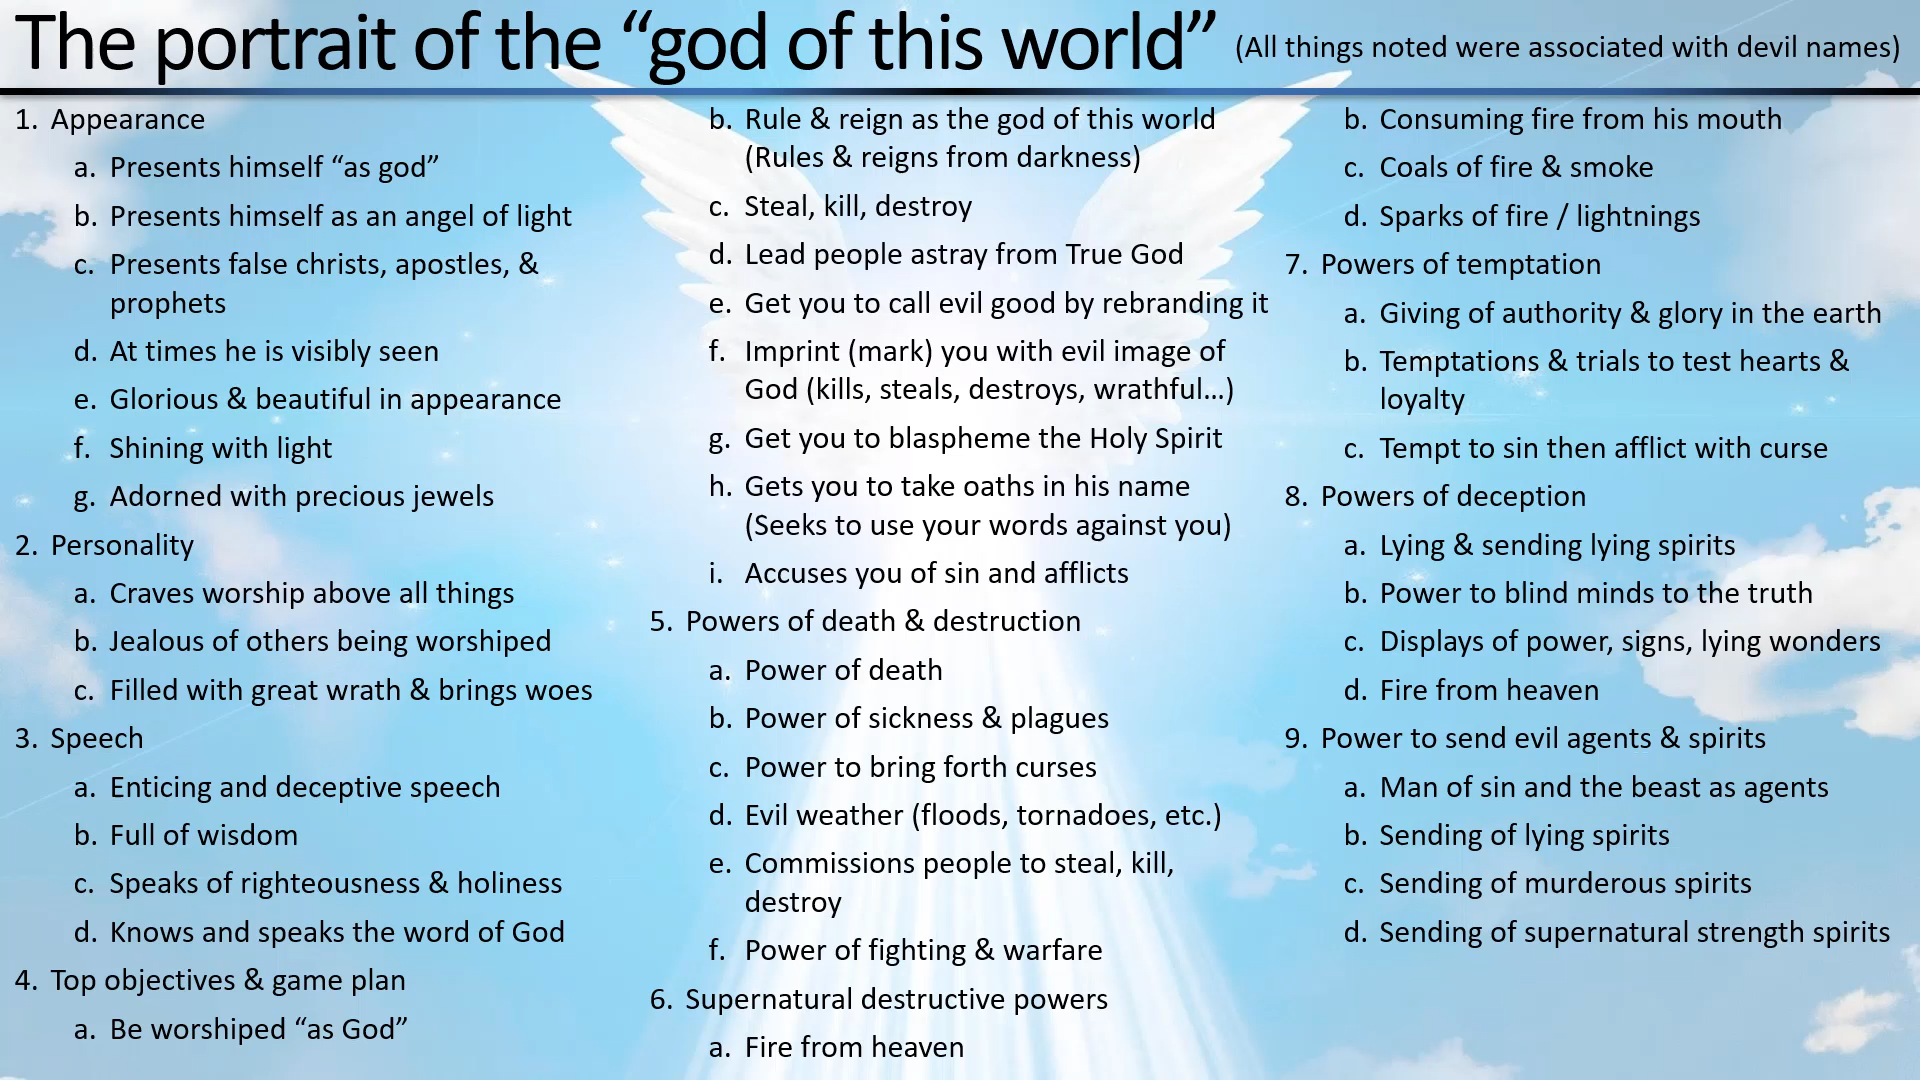 The portrait of the “god of this world” (All things noted were associated with devil names)
1. Appearance
a. Presents himself “as god”
b. Presents himself as an angel of light
c. Presents false christs, apostles, &
prophets
d. At times he is visibly seen
e. Glorious & beautiful in appearance
f. Shining with light
g. Adorned with precious jewels
2. Personality
a. Craves worship above all things
b. Jealous of others being worshiped
c. Filled with great wrath & brings woes
3. Speech
a. Enticing and deceptive speech
b. Full of wisdom
c. Speaks of righteousness & holiness
d. Knows and speaks the word of God
4. Top objectives & game plan
a. Be worshiped “as God”
b. Rule & reign as the god of this world
(Rules & reigns from darkness)
c. Steal, kill, destroy
d. Lead people astray from True God
e. Get you to call evil good by rebranding it
f. Imprint (mark) you with evil image of
God (kills, steals, destroys, wrathful…)
g. Get you to blaspheme the Holy Spirit
h. Gets you to take oaths in his name
(Seeks to use your words against you)
i. Accuses you of sin and afflicts
5. Powers of death & destruction
a. Power of death
b. Power of sickness & plagues
c. Power to bring forth curses
d. Evil weather (floods, tornadoes, etc.)
e. Commissions people to steal, kill,
destroy
f. Power of fighting & warfare
6. Supernatural destructive powers
a. Fire from heaven
b. Consuming fire from his mouth
c. Coals of fire & smoke
d. Sparks of fire / lightnings
7. Powers of temptation
a. Giving of authority & glory in the earth
b. Temptations & trials to test hearts &
loyalty
c. Tempt to sin then afflict with curse
8. Powers of deception
a. Lying & sending lying spirits
b. Power to blind minds to the truth
c. Displays of power, signs, lying wonders
d. Fire from heaven
9. Power to send evil agents & spirits
a. Man of sin and the beast as agents
b. Sending of lying spirits
c. Sending of murderous spirits
d. Sending of supernatural strength spirits